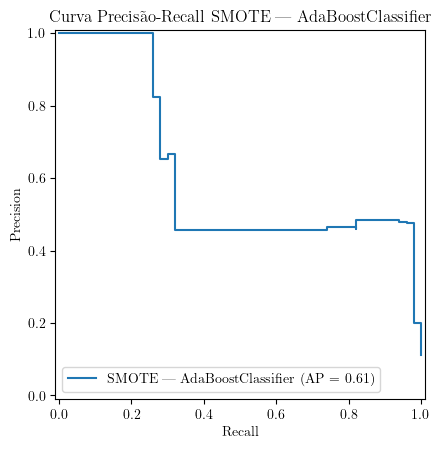 Curva Precisão-Recall SMOTE — AdaBoostClassifier
1.0
0.8
0.6
0.4
0.2
0.0
Precision
SMOTE — AdaBoostClassifier (AP = 0.61)
0.0 0.2 0.4 0.6 0.8 1.0
Recall